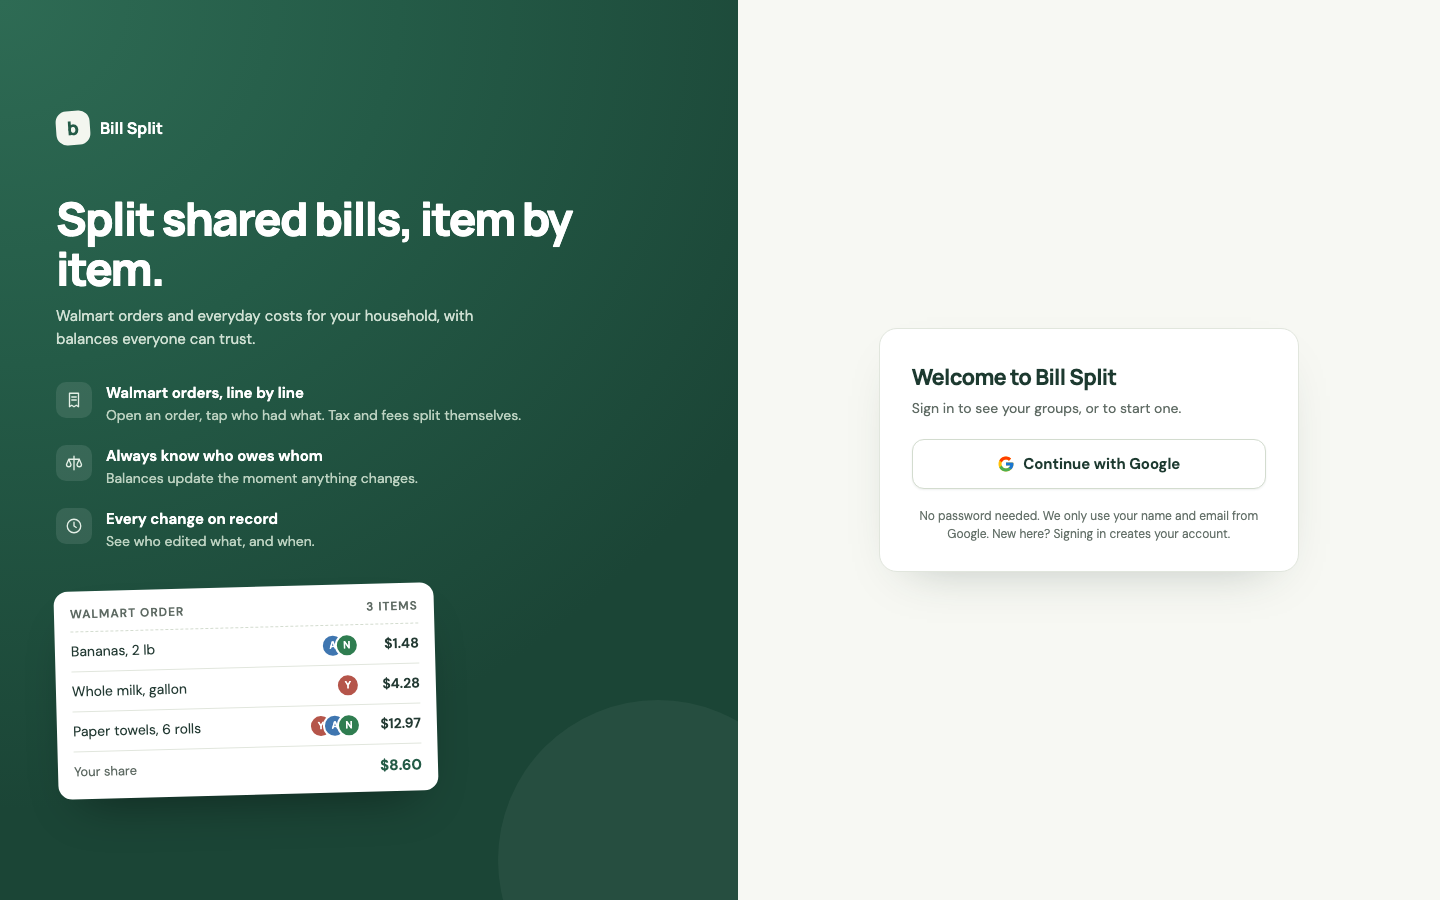 b
Bill Split
Split shared bills, item by
item.
Walmart orders and everyday costs for your household, with
balances everyone can trust.
Walmart orders, line by line
Open an order, tap who had what. Tax and fees split themselves.
Always know who owes whom
Balances update the moment anything changes.
Every change on record
See who edited what, and when.
WALMART ORDER 3 ITEMS
Bananas, 2 lb A N $1.48
Whole milk, gallon Y $4.28
Paper towels, 6 rolls Y A N $12.97
Your share $8.60
Welcome to Bill Split
Sign in to see your groups, or to start one.
Continue with Google
No password needed. We only use your name and email from
Google. New here? Signing in creates your account.